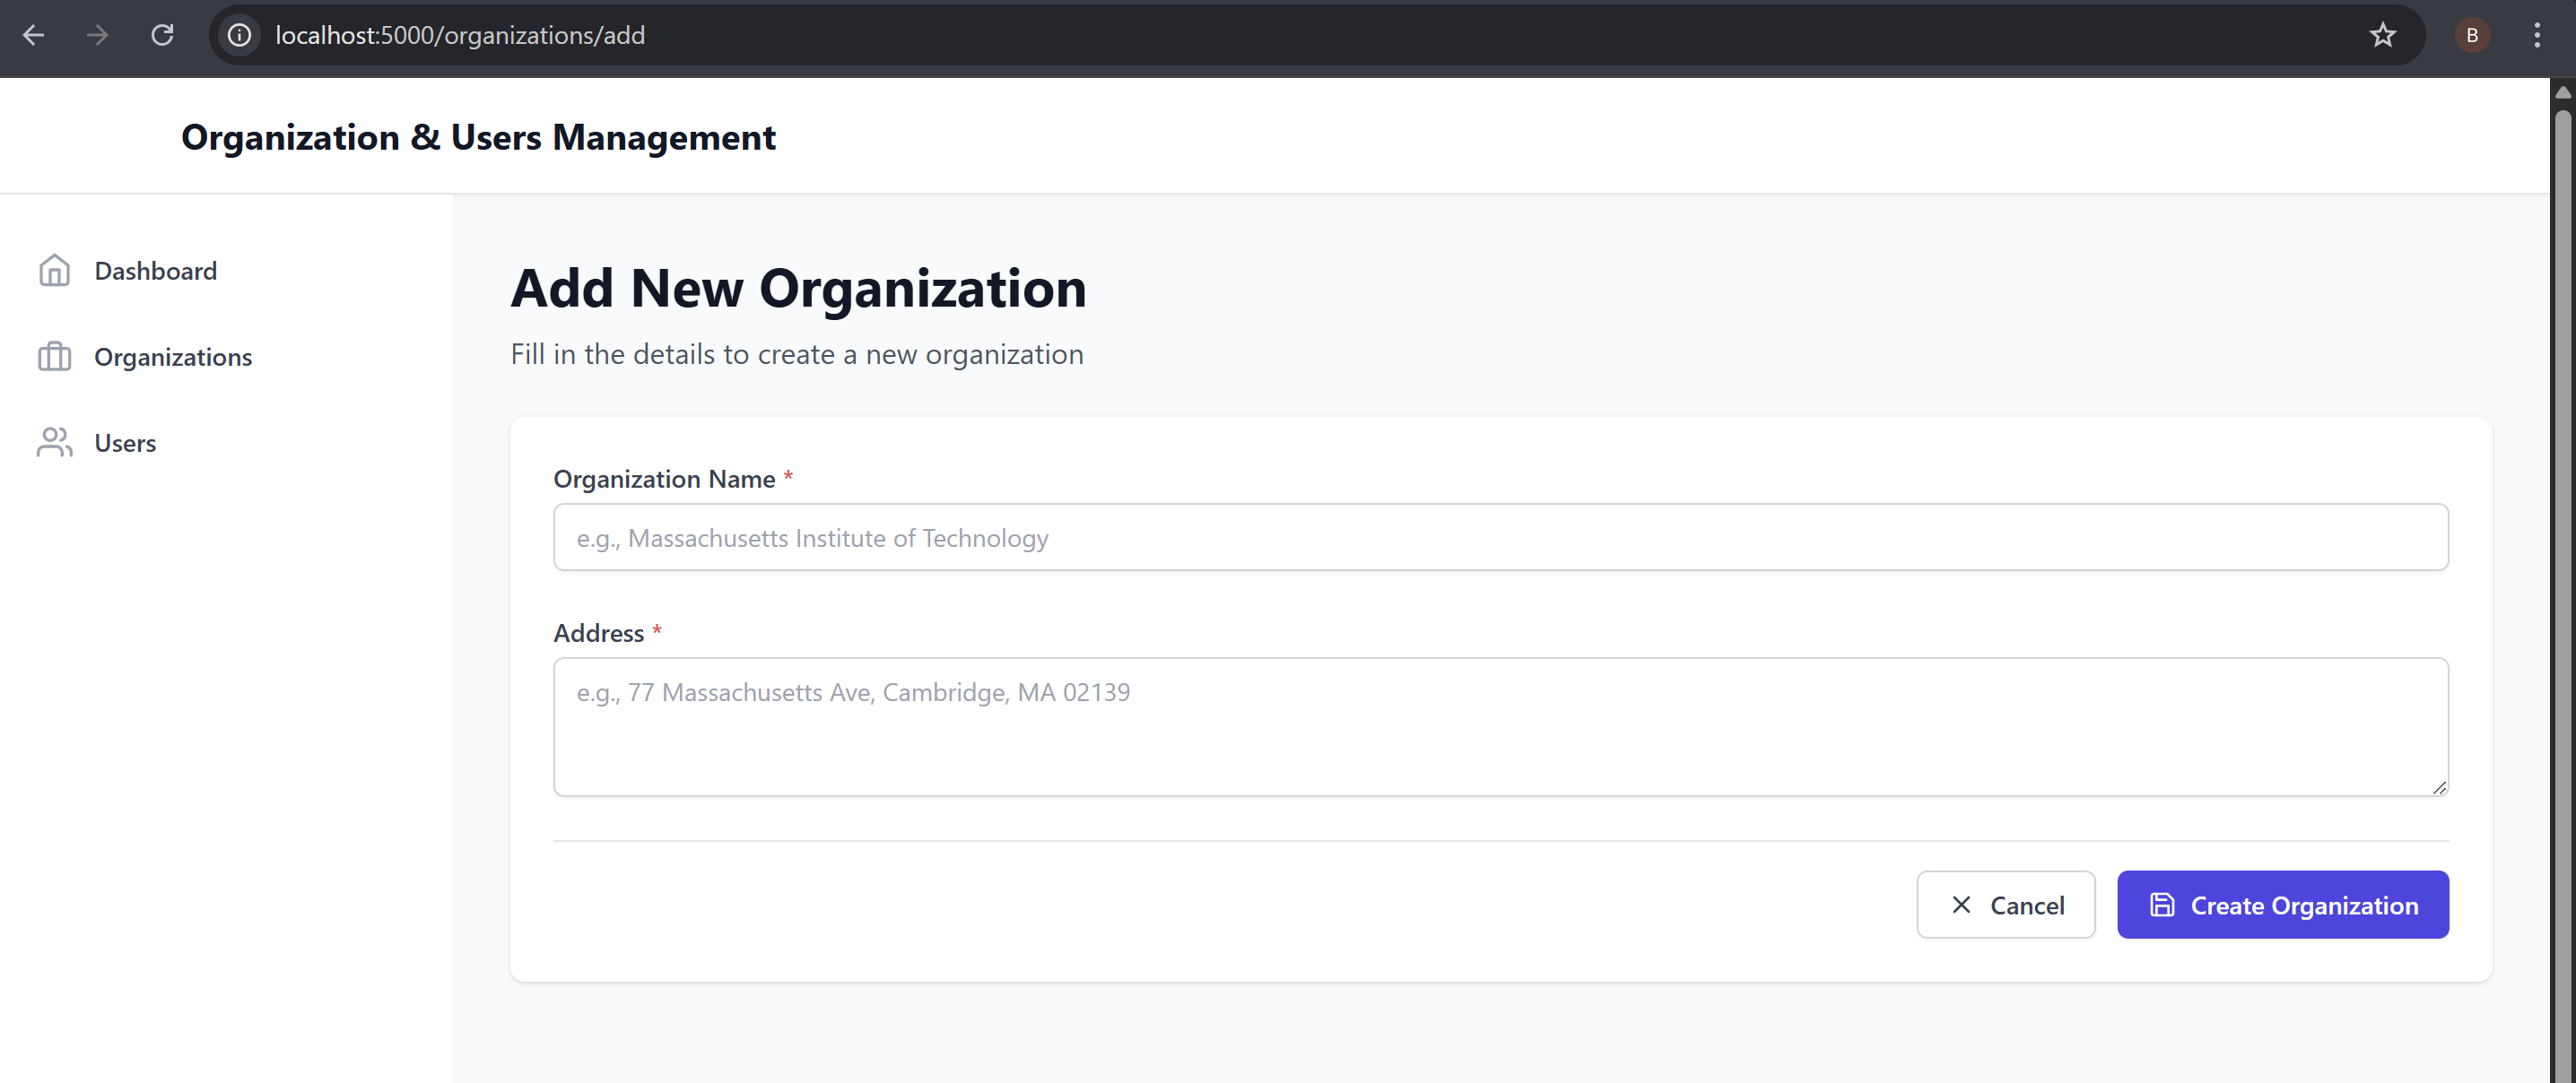 localhost:5000/organizations/add
B
Organization & Users Management
Dashboard
Organizations
Users
Add New Organization
Fill in the details to create a new organization
Organization Name *
e.g., Massachusetts Institute of Technology
Address *
e.g., 77 Massachusetts Ave, Cambridge, MA 02139
Cancel
Create Organization